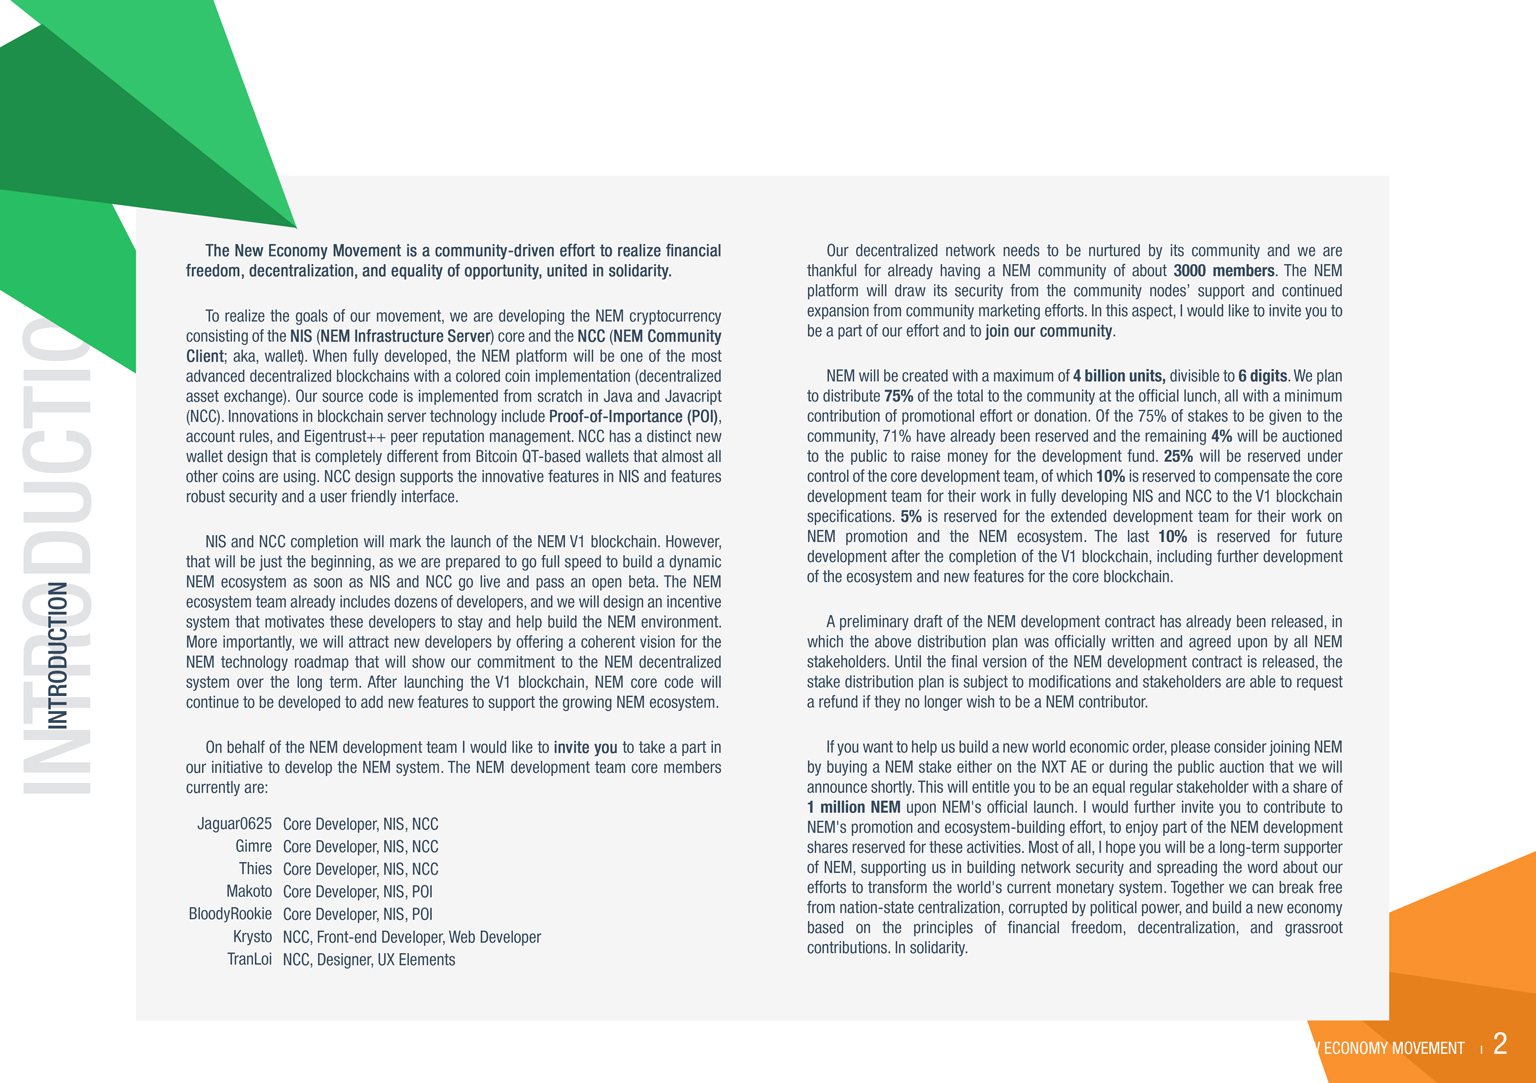 INTRODUCTIO
INTRODUCTION
The New Economy Movement is a community-driven effort to realize financial
freedom, decentralization, and equality of opportunity, united in solidarity.
To realize the goals of our movement, we are developing the NEM cryptocurrency
consisting of the NIS (NEM Infrastructure Server) core and the NCC (NEM Community
Client; aka, wallet). When fully developed, the NEM platform will be one of the most
advanced decentralized blockchains with a colored coin implementation (decentralized
asset exchange). Our source code is implemented from scratch in Java and Javacript
(NCC). Innovations in blockchain server technology include Proof-of-Importance (POI),
account rules, and Eigentrust++ peer reputation management. NCC has a distinct new
wallet design that is completely different from Bitcoin QT-based wallets that almost all
other coins are using. NCC design supports the innovative features in NIS and features
robust security and a user friendly interface.
NIS and NCC completion will mark the launch of the NEM V1 blockchain. However,
that will be just the beginning, as we are prepared to go full speed to build a dynamic
NEM ecosystem as soon as NIS and NCC go live and pass an open beta. The NEM
ecosystem team already includes dozens of developers, and we will design an incentive
system that motivates these developers to stay and help build the NEM environment.
More importantly, we will attract new developers by offering a coherent vision for the
NEM technology roadmap that will show our commitment to the NEM decentralized
system over the long term. After launching the V1 blockchain, NEM core code will
continue to be developed to add new features to support the growing NEM ecosystem.
On behalf of the NEM development team I would like to invite you to take a part in
our initiative to develop the NEM system. The NEM development team core members
currently are:
Jaguar0625 Core Developer, NIS, NCC
Gimre Core Developer, NIS, NCC
Thies Core Developer, NIS, NCC
Makoto Core Developer, NIS, POI
BloodyRookie Core Developer, NIS, POI
Krysto NCC, Front-end Developer, Web Developer
TranLoi NCC, Designer, UX Elements
Our decentralized network needs to be nurtured by its community and we are
thankful for already having a NEM community of about 3000 members. The NEM
platform will draw its security from the community nodes' support and continued
expansion from community marketing efforts. In this aspect, I would like to invite you to
be a part of our effort and to join our community.
NEM will be created with a maximum of 4 billion units, divisible to 6 digits. We plan
to distribute 75% of the total to the community at the official lunch, all with a minimum
contribution of promotional effort or donation. Of the 75% of stakes to be given to the
community, 71% have already been reserved and the remaining 4% will be auctioned
to the public to raise money for the development fund. 25% will be reserved under
control of the core development team, of which 10% is reserved to compensate the core
development team for their work in fully developing NIS and NCC to the V1 blockchain
specifications. 5% is reserved for the extended development team for their work on
NEM promotion and the NEM ecosystem. The last 10% is reserved for future
development after the completion of the V1 blockchain, including further development
of the ecosystem and new features for the core blockchain.
A preliminary draft of the NEM development contract has already been released, in
which the above distribution plan was officially written and agreed upon by all NEM
stakeholders. Until the final version of the NEM development contract is released, the
stake distribution plan is subject to modifications and stakeholders are able to request
a refund if they no longer wish to be a NEM contributor.
If you want to help us build a new world economic order, please consider joining NEM
by buying a NEM stake either on the NXT AE or during the public auction that we will
announce shortly. This will entitle you to be an equal regular stakeholder with a share of
1 million NEM upon NEM's official launch. I would further invite you to contribute to
NEM's promotion and ecosystem-building effort, to enjoy part of the NEM development
shares reserved for these activities. Most of all, I hope you will be a long-term supporter
of NEM, supporting us in building network security and spreading the word about our
efforts to transform the world's current monetary system. Together we can break free
from nation-state centralization, corrupted by political power, and build a new economy
based on the principles of financial freedom, decentralization, and grassroot
contributions. In solidarity.
ECONOMY MOVEMENT | 2